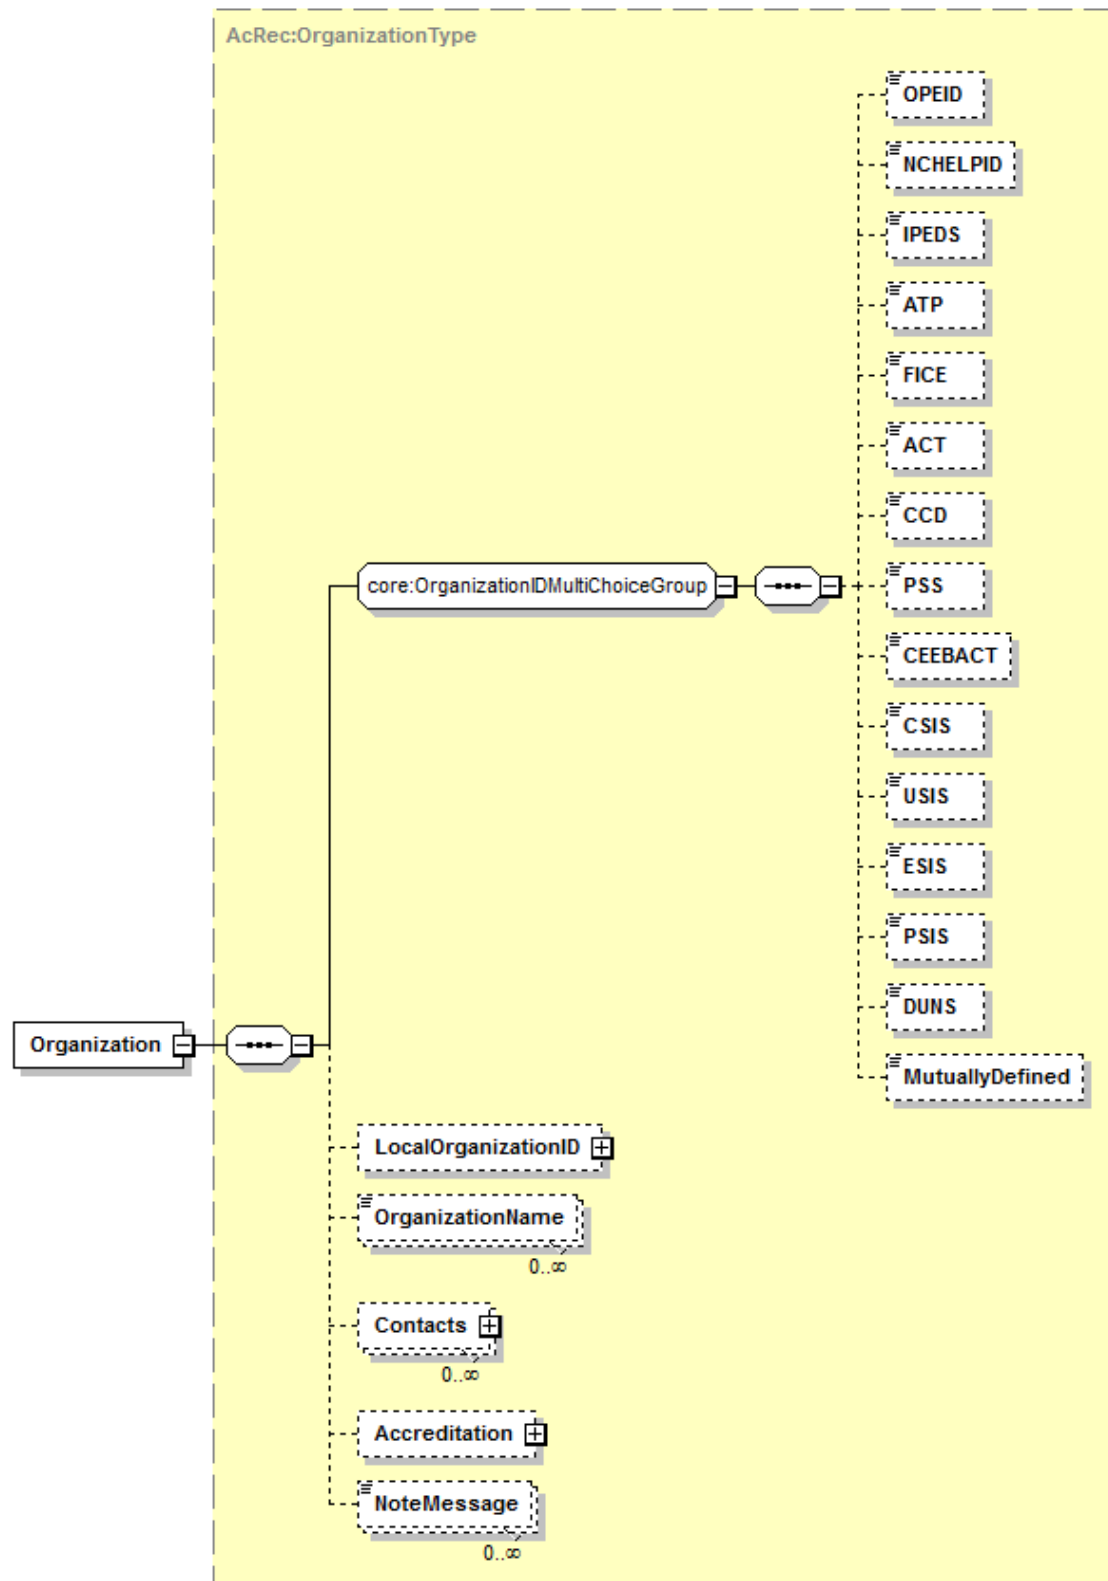 AcRec:OrganizationType
OPEID
NCHELPID
IPEDS
ATP
FICE
ACT
CCD
core:OrganizationIDMultiChoiceGroup
PSS
CEEBACT
CSIS
USIS
ESIS
PSIS
DUNS
Organization
MutuallyDefined
LocalOrganizationID
OrganizationName
0..∞
Contacts
0..∞
Accreditation
NoteMessage
0..∞